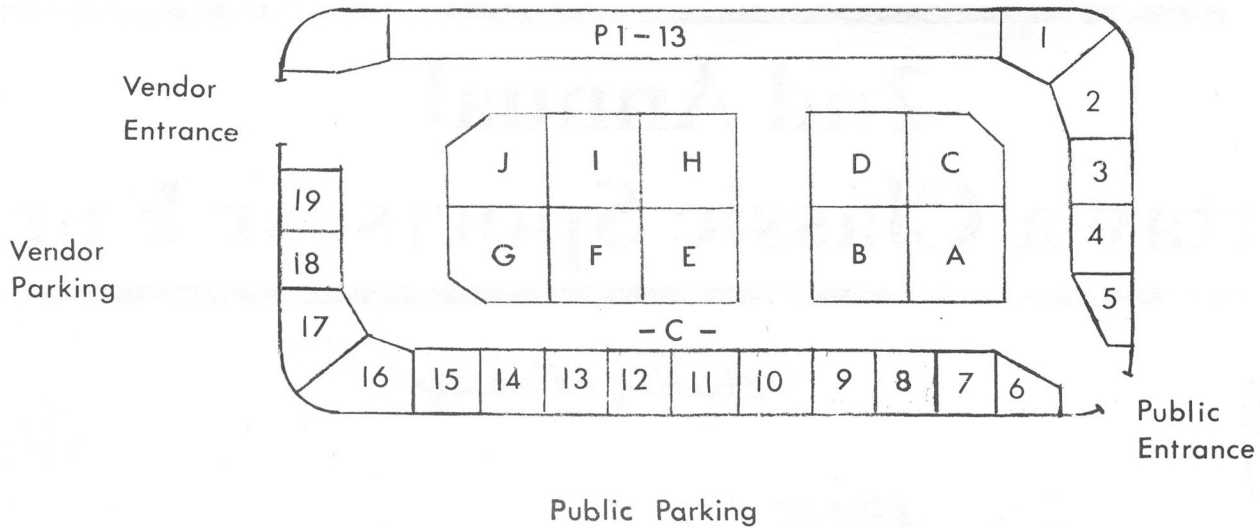 P 1 - 13
1
Vendor
Entrance
2
J I H D C
3
19
4
Vendor
Parking
18
G F E B A
5
17
- C -
16 15 14 13 12 11 10 9 8 7 6
Public
Entrance
Public Parking